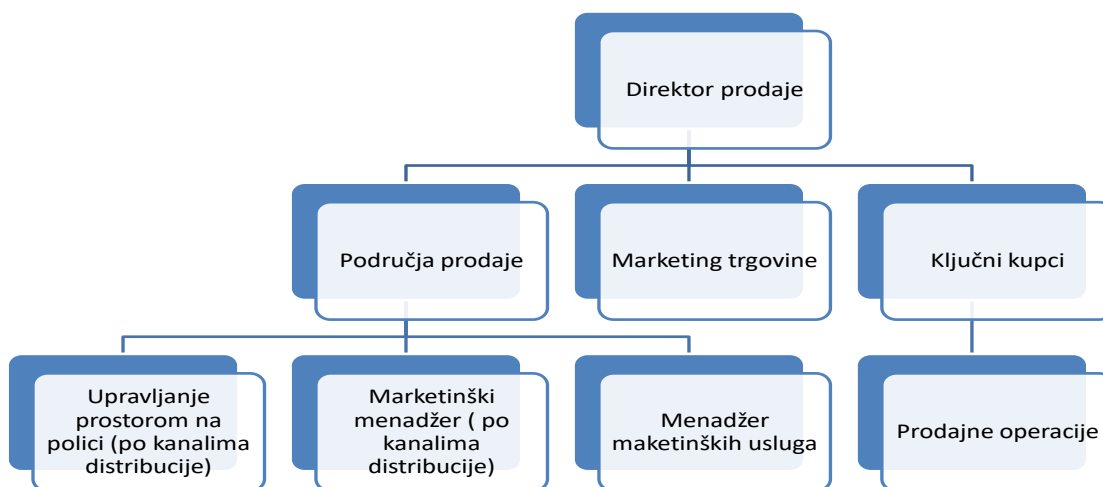 Direktor prodaje
Područja prodaje
Marketing trgovine
Ključni kupci
Upravljanje
prostorom na
polici (po kanalima
distribucije)
Marketinški
menadžer ( po
kanalima
distribucije)
Menadžer
maketinških usluga
Prodajne operacije